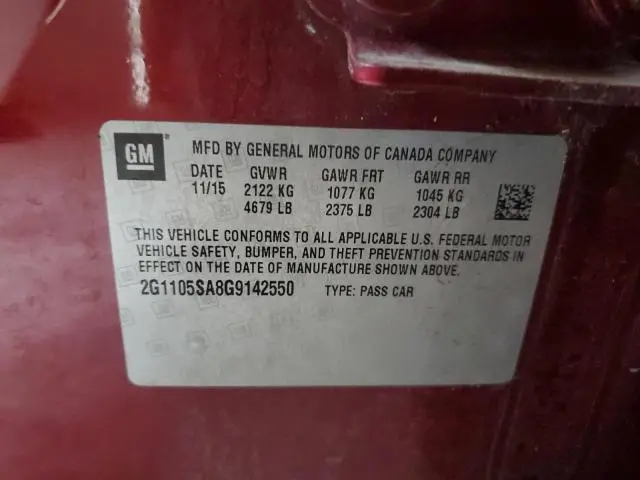 GM
MFD BY GENERAL MOTORS OF CANADA COMPANY
DATE GVWR GAWR FRT GAWR RR
11/15 2122 KG 1077 KG 1045 KG
4679 LB 2375 LB 2304 LB
THIS VEHICLE CONFORMS TO ALL APPLICABLE U.S. FEDERAL MOTOR
VEHICLE SAFETY, BUMPER, AND THEFT PREVENTION STANDARDS IN
EFFECT ON THE DATE OF MANUFACTURE SHOWN ABOVE.
2G1105SA8G9142550 TYPE: PASS CAR